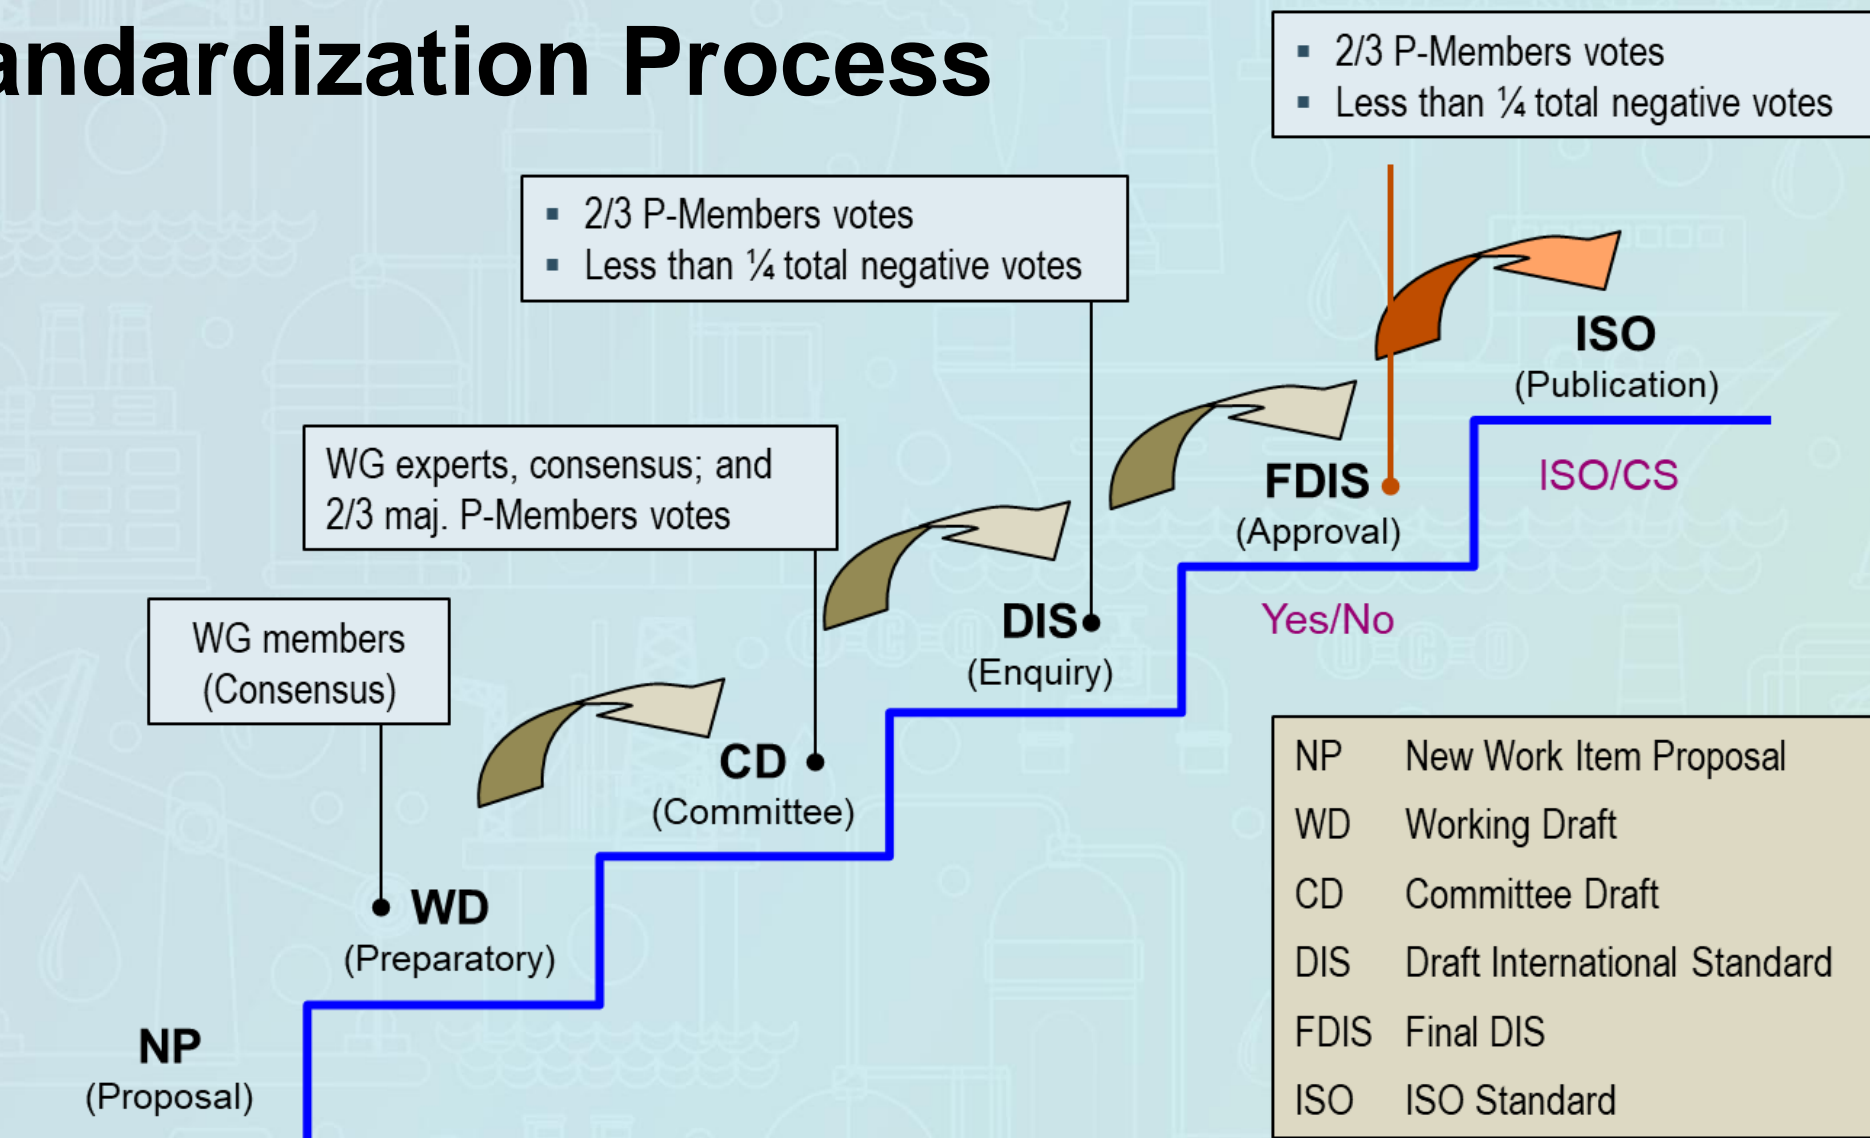 andardization Process
▪ 2/3 P-Members votes
▪ Less than ¼ total negative votes
▪ 2/3 P-Members votes
▪ Less than ¼ total negative votes
ISO
(Publication)
ISO/CS
WG experts, consensus; and
2/3 maj. P-Members votes
FDIS
(Approval)
Yes/No
WG members
(Consensus)
DIS
(Enquiry)
CD
(Committee)
WD
(Preparatory)
NP
(Proposal)
NP New Work Item Proposal
WD Working Draft
CD Committee Draft
DIS Draft International Standard
FDIS Final DIS
ISO ISO Standard